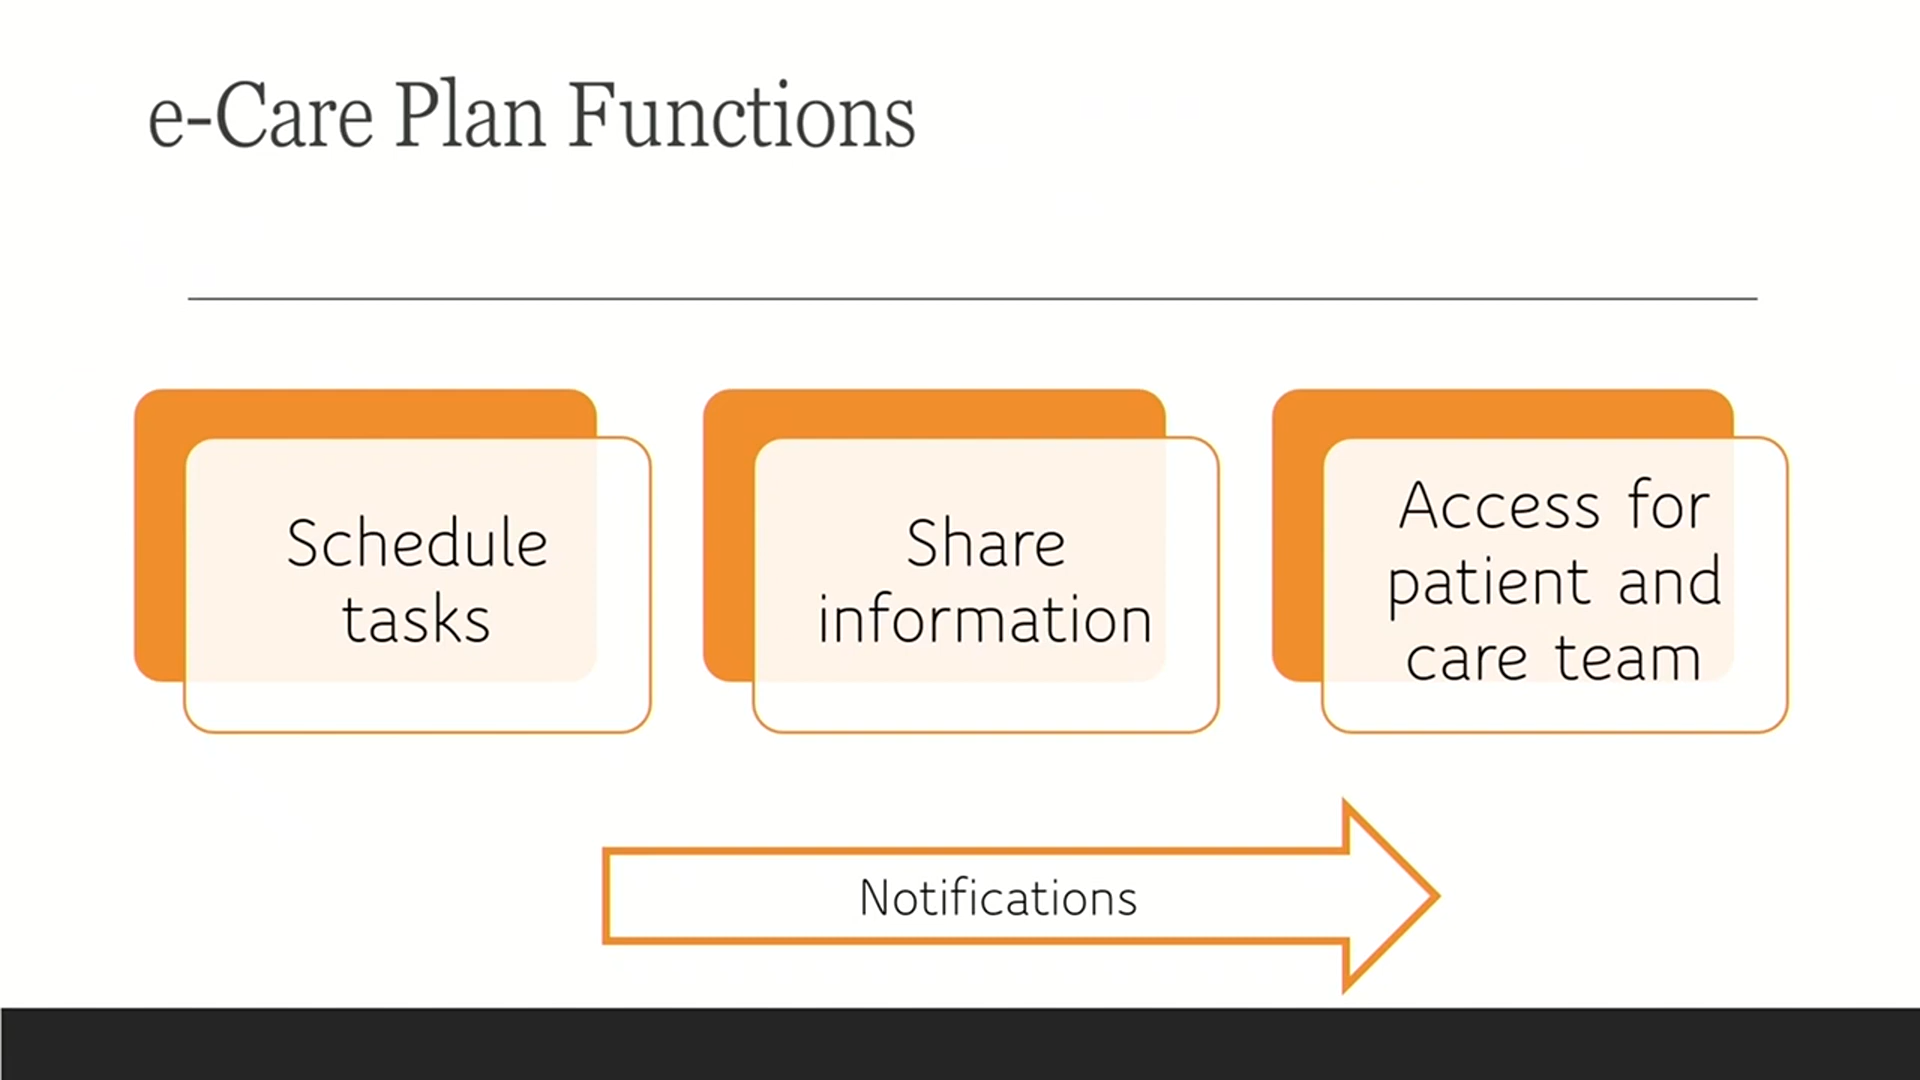 e-Care Plan Functions
Schedule
tasks
Share
information
Access for
patient and
care team
Notifications